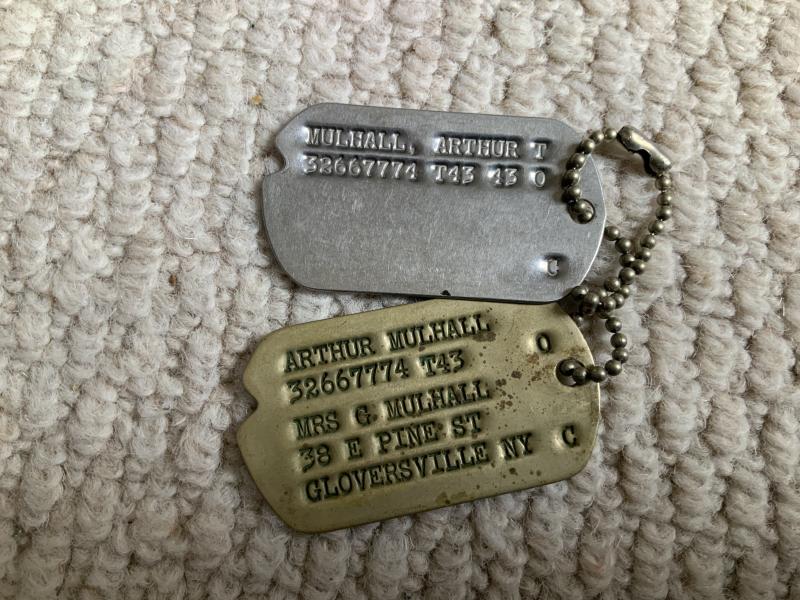 MULHALL, ARTHUR T
32667774 T43 43 O
C
ARTHUR MULHALL O
32667774 T43
MRS G MULHALL
38 E PINE ST
GLOVERSVILLE NY C